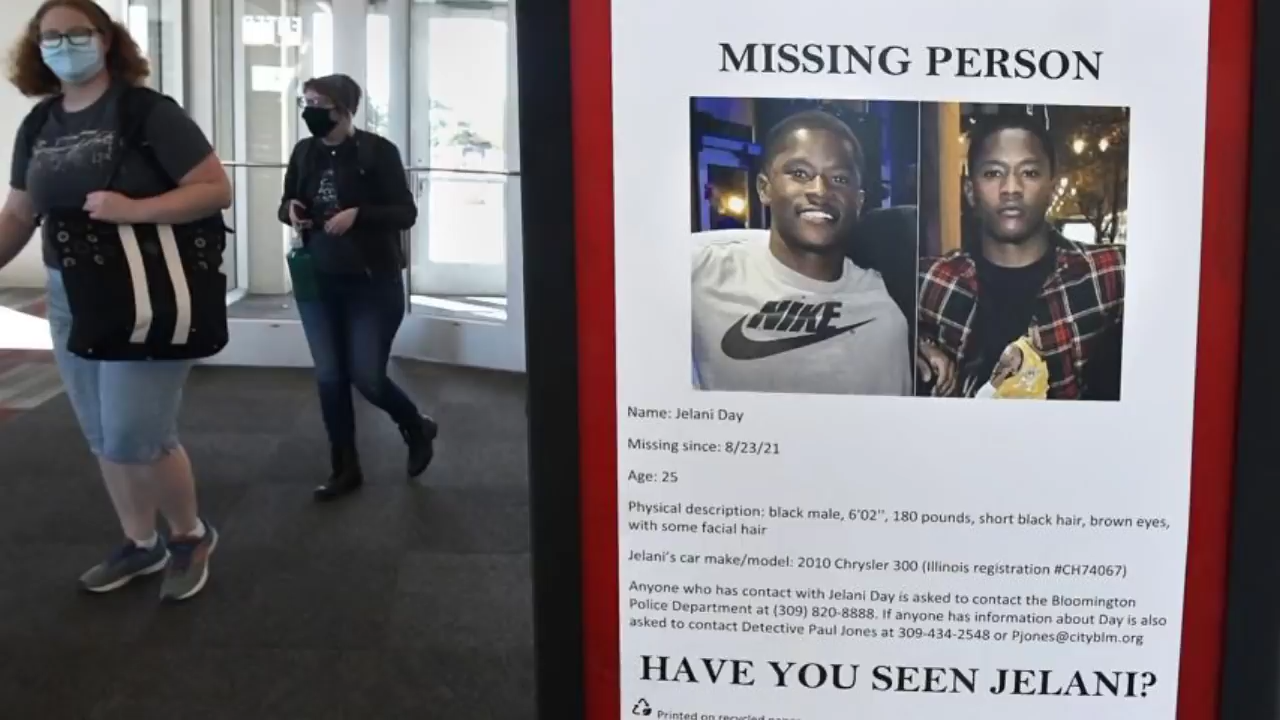 MISSING PERSON
NIKE
Name: Jelani Day
Missing since: 8/23/21
Age: 25
Physical description: black male, 6'02", 180 pounds, short black hair, brown eyes,
with some facial hair
Jelani's car make/model: 2010 Chrysler 300 (Illinois registration #CH74067)
Anyone who has contact with Jelani Day is asked to contact the Bloomington
Police Department at (309) 820-8888. If anyone has information about Day is also
asked to contact Detective Paul Jones at 309-434-2548 or Pjones@cityblm.org
HAVE YOU SEEN JELANI?
Printed on recycled